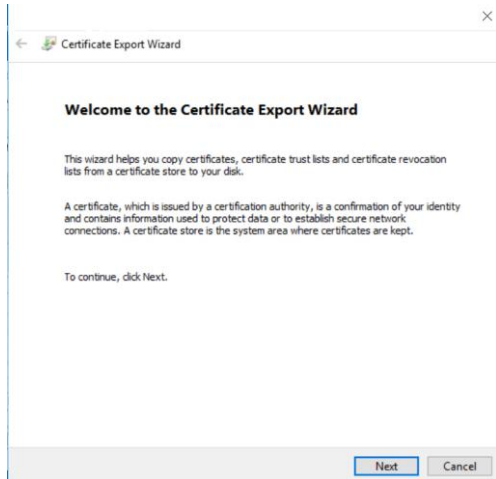 Certificate Export Wizard
Welcome to the Certificate Export Wizard
This wizard helps you copy certificates, certificate trust lists and certificate revocation
lists from a certificate store to your disk.
A certificate, which is issued by a certification authority, is a confirmation of your identity
and contains information used to protect data or to establish secure network
connections. A certificate store is the system area where certificates are kept.
To continue, click Next.
Next Cancel